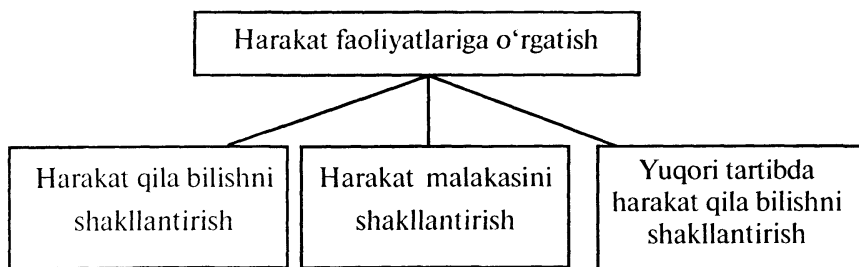 Harakat faoliyatlariga o‘rgatish
Harakat qila bilishni
shakllantirish
Harakat malakasini
shakllantirish
Yuqori tartibda
harakat qila bilishni
shakllantirish